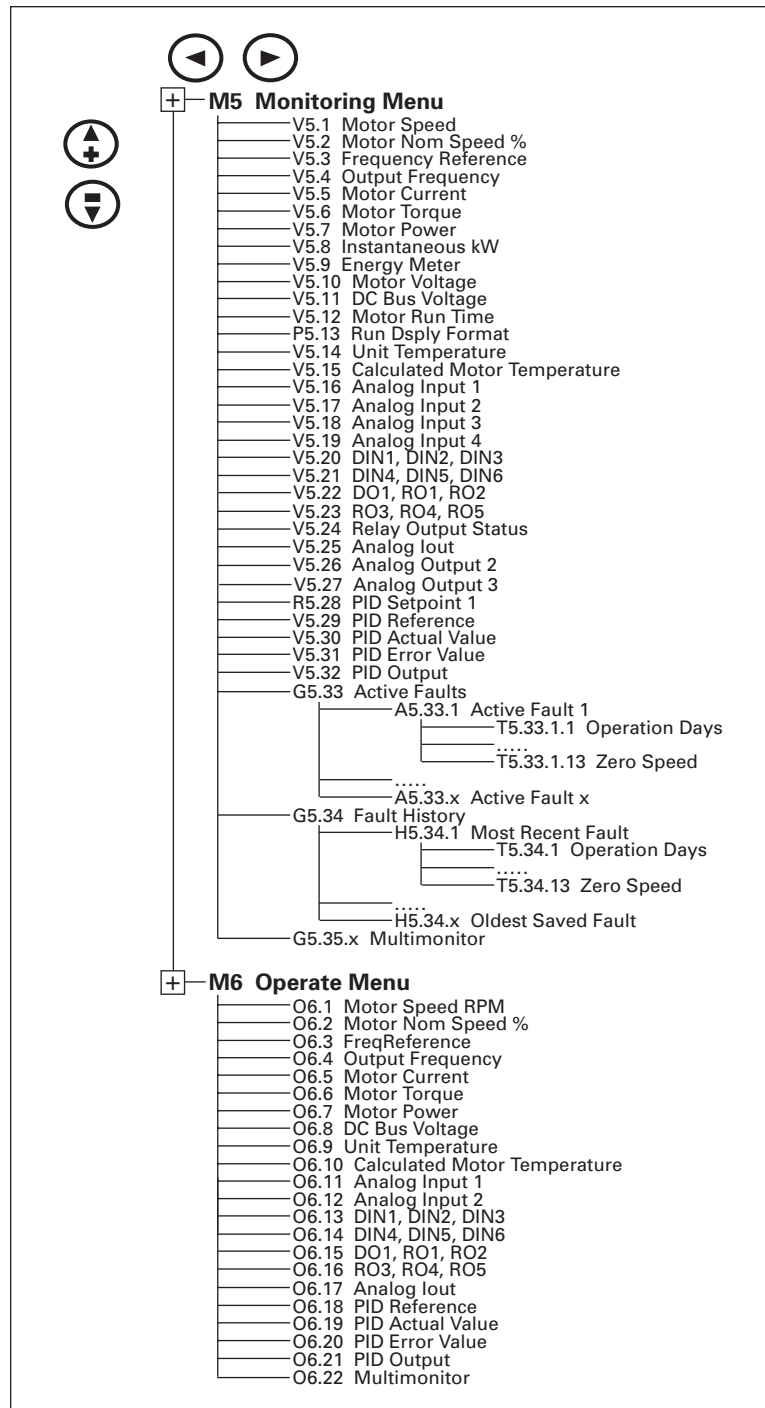 M5 Monitoring Menu
V5.1 Motor Speed
V5.2 Motor Nom Speed %
V5.3 Frequency Reference
V5.4 Output Frequency
V5.5 Motor Current
V5.6 Motor Torque
V5.7 Motor Power
V5.8 Instantaneous kW
V5.9 Energy Meter
V5.10 Motor Voltage
V5.11 DC Bus Voltage
V5.12 Motor Run Time
P5.13 Run Dsply Format
V5.14 Unit Temperature
V5.15 Calculated Motor Temperature
V5.16 Analog Input 1
V5.17 Analog Input 2
V5.18 Analog Input 3
V5.19 Analog Input 4
V5.20 DIN1, DIN2, DIN3
V5.21 DIN4, DIN5, DIN6
V5.22 DO1, RO1, RO2
V5.23 RO3, RO4, RO5
V5.24 Relay Output Status
V5.25 Analog Iout
V5.26 Analog Output 2
V5.27 Analog Output 3
R5.28 PID Setpoint 1
V5.29 PID Reference
V5.30 PID Actual Value
V5.31 PID Error Value
V5.32 PID Output
G5.33 Active Faults
A5.33.1 Active Fault 1
T5.33.1.1 Operation Days
.....
T5.33.1.13 Zero Speed
.....
A5.33.x Active Fault x
G5.34 Fault History
H5.34.1 Most Recent Fault
T5.34.1 Operation Days
.....
T5.34.13 Zero Speed
.....
H5.34.x Oldest Saved Fault
G5.35.x Multimonitor
M6 Operate Menu
O6.1 Motor Speed RPM
O6.2 Motor Nom Speed %
O6.3 FreqReference
O6.4 Output Frequency
O6.5 Motor Current
O6.6 Motor Torque
O6.7 Motor Power
O6.8 DC Bus Voltage
O6.9 Unit Temperature
O6.10 Calculated Motor Temperature
O6.11 Analog Input 1
O6.12 Analog Input 2
O6.13 DIN1, DIN2, DIN3
O6.14 DIN4, DIN5, DIN6
O6.15 DO1, RO1, RO2
O6.16 RO3, RO4, RO5
O6.17 Analog Iout
O6.18 PID Reference
O6.19 PID Actual Value
O6.20 PID Error Value
O6.21 PID Output
O6.22 Multimonitor